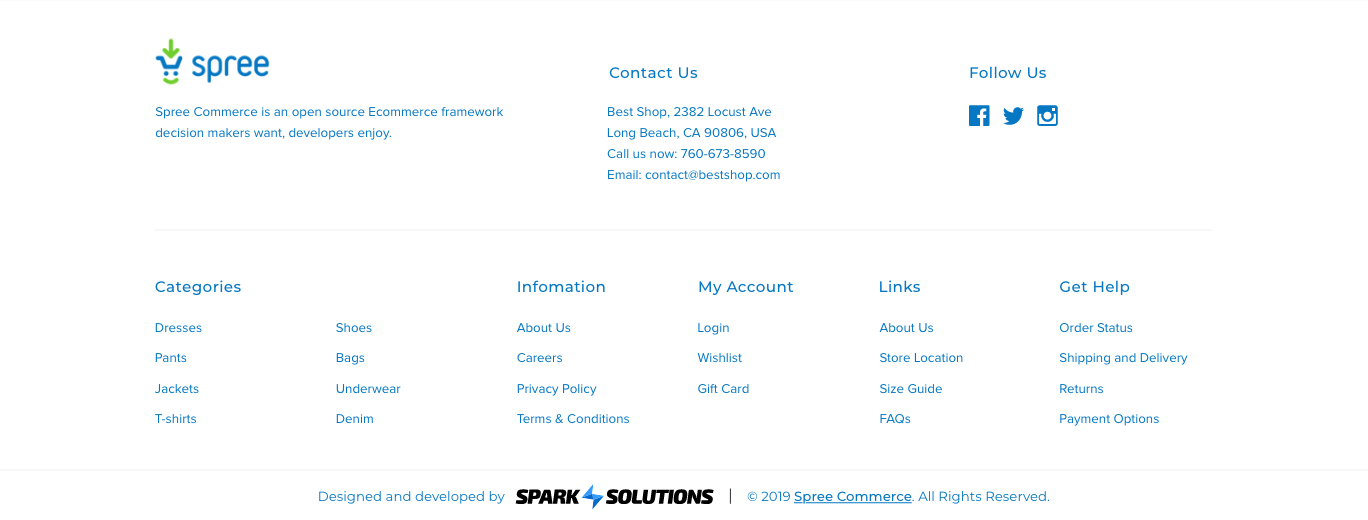 spree
Spree Commerce is an open source Ecommerce framework
decision makers want, developers enjoy.
Contact Us
Best Shop, 2382 Locust Ave
Long Beach, CA 90806, USA
Call us now: 760-673-8590
Email: contact@bestshop.com
Follow Us
Categories
Dresses
Pants
Jackets
T-shirts
Shoes
Bags
Underwear
Denim
Infomation
About Us
Careers
Privacy Policy
Terms & Conditions
My Account
Login
Wishlist
Gift Card
Links
About Us
Store Location
Size Guide
FAQs
Get Help
Order Status
Shipping and Delivery
Returns
Payment Options
Designed and developed by SPARK SOLUTIONS | © 2019 Spree Commerce. All Rights Reserved.